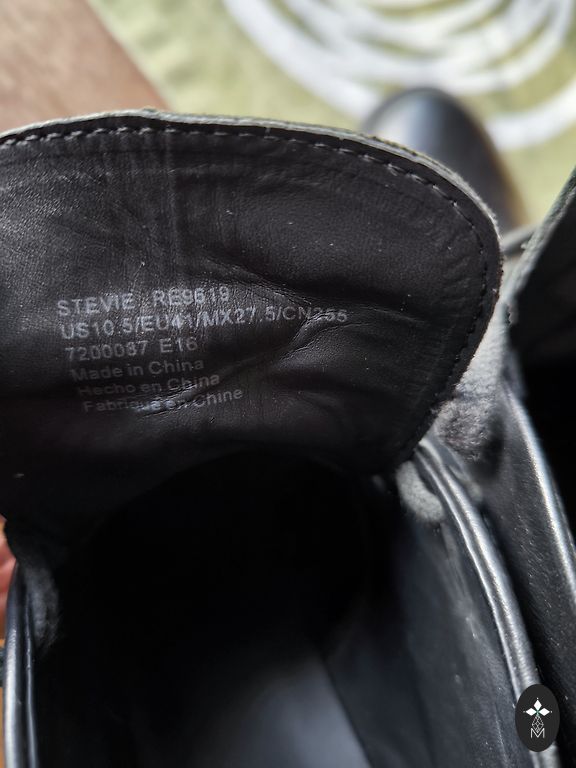 STEVIE RE9619
US10.5/EU41/MX27.5/CN255
7200037 E16
Made in China
Hecho en China
Fabriqué en Chine